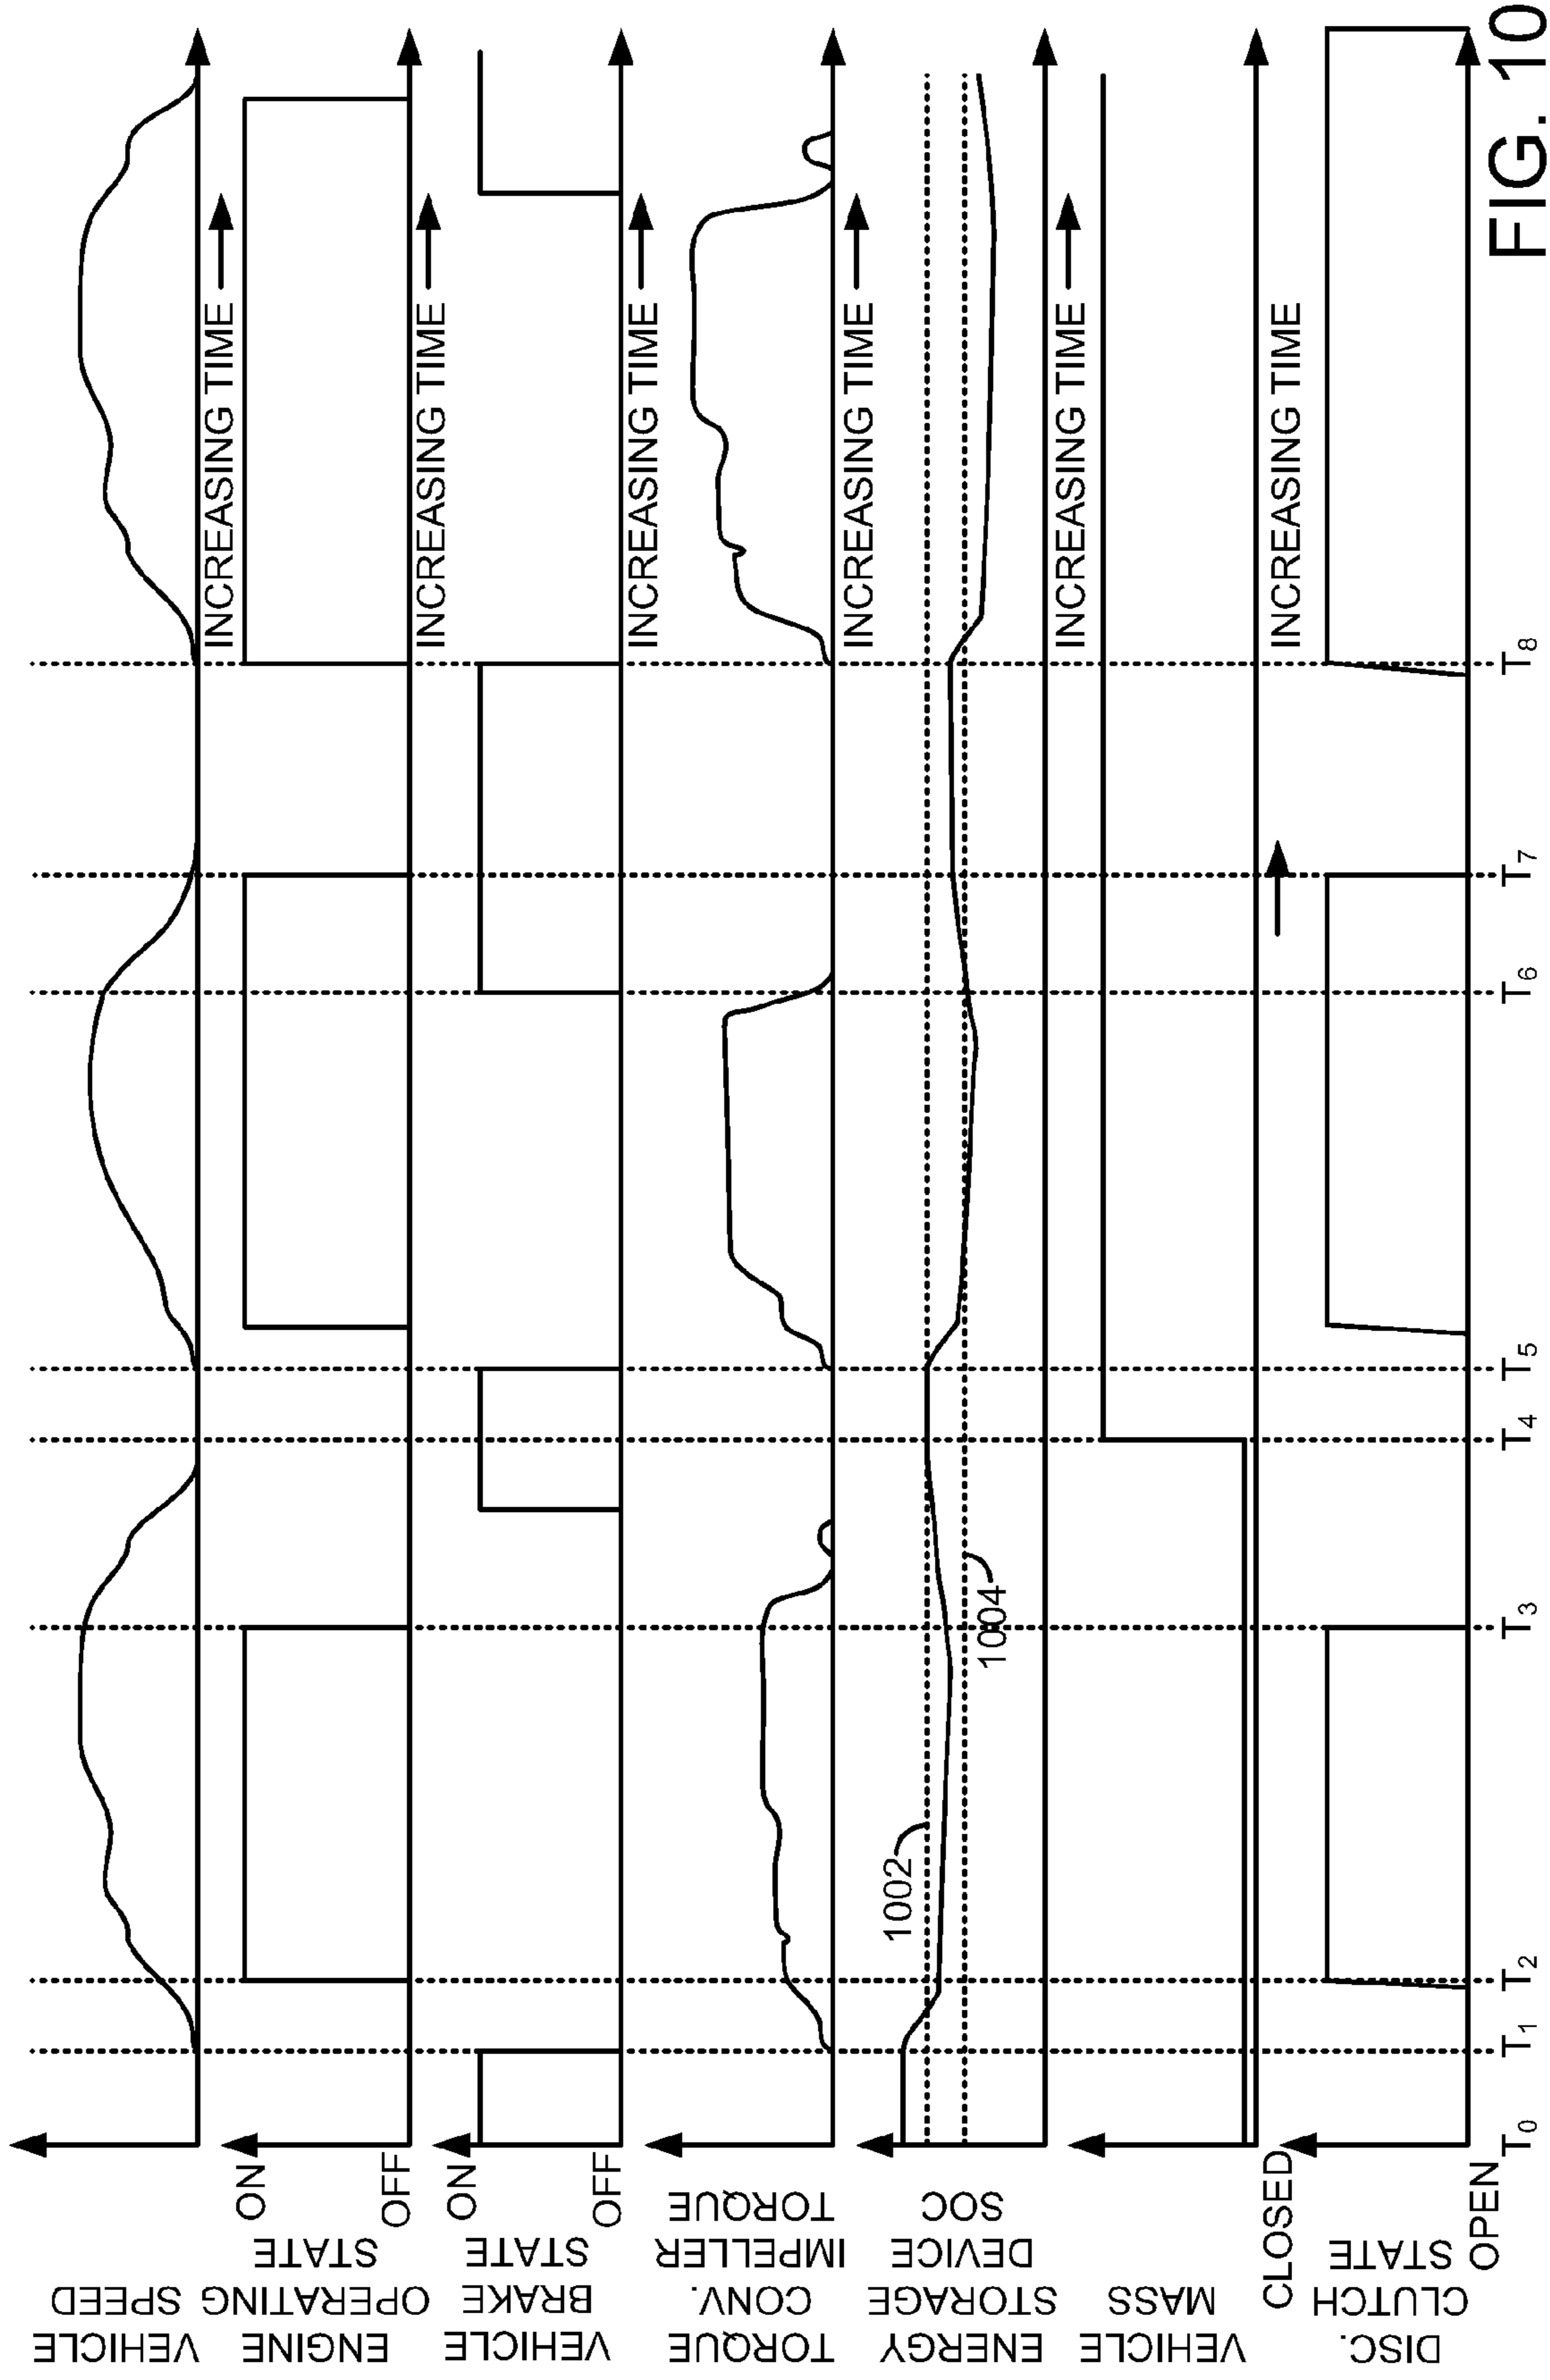 VEHICLE
SPEED
INCREASING TIME
ENGINE
OPERATING
STATE
ON
OFF
INCREASING TIME
VEHICLE
BRAKE
STATE
ON
OFF
INCREASING TIME
TORQUE
CONV.
IMPELLER
TORQUE
INCREASING TIME
ENERGY
STORAGE
DEVICE
SOC
1002
1004
INCREASING TIME
VEHICLE
MASS
INCREASING TIME
DISC.
CLUTCH
STATE
CLOSED
OPEN
T0 T1 T2 T3 T4 T5 T6 T7 T8
FIG. 10